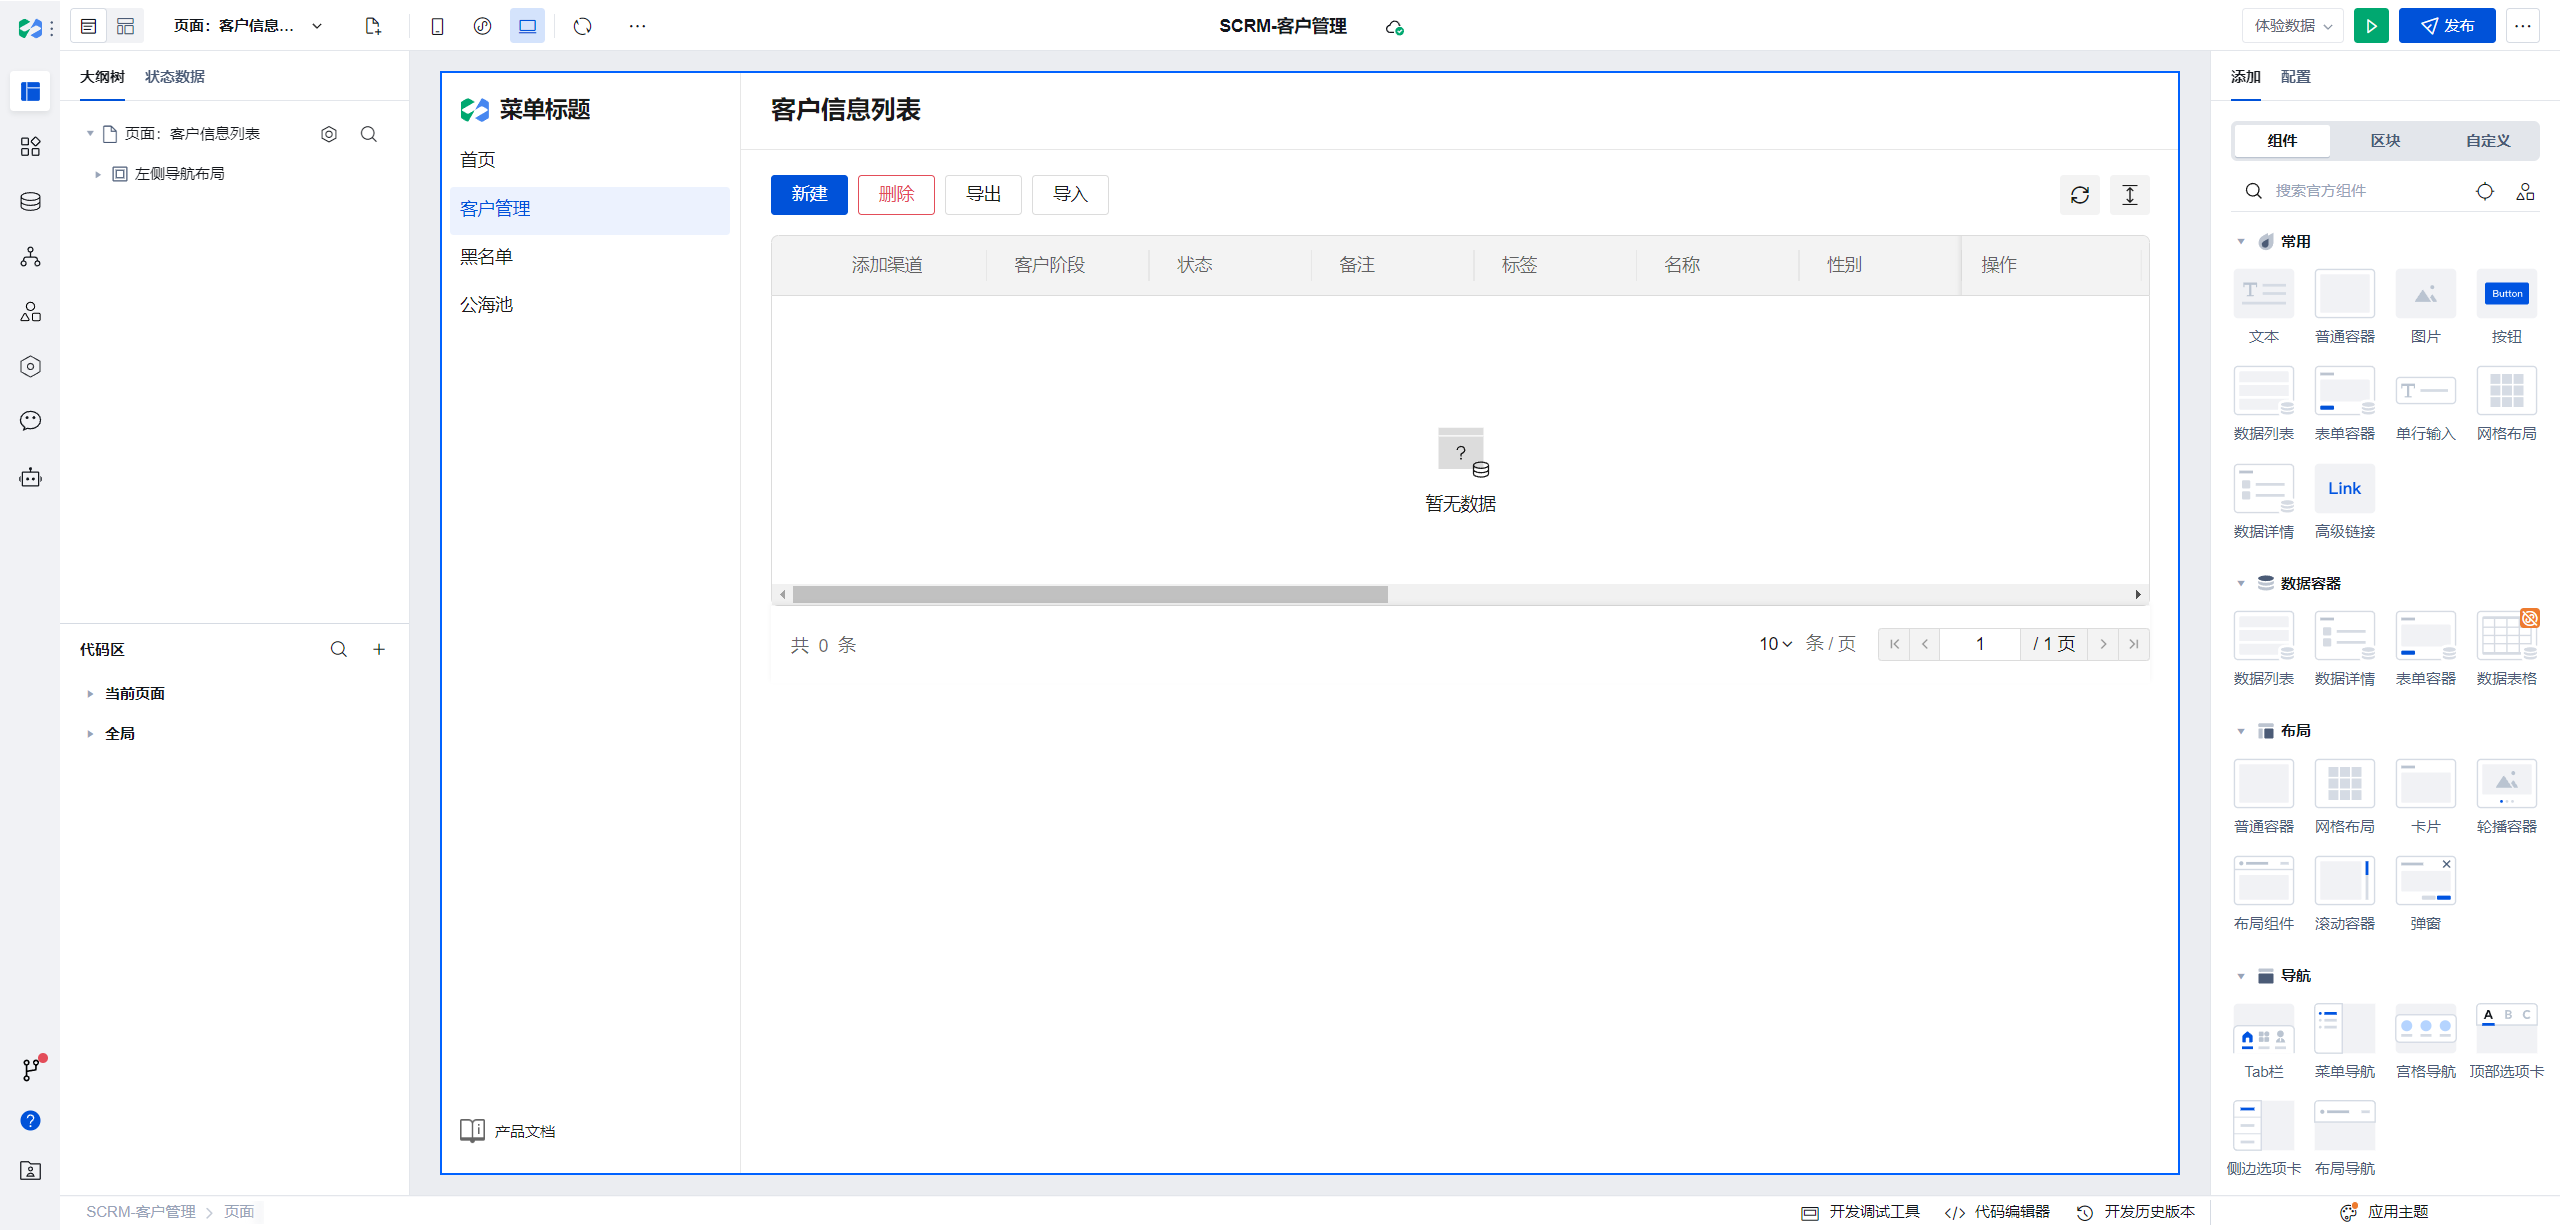 页面：客户信息...
SCRM-客户管理
体验数据
发布
大纲树 状态数据
页面：客户信息列表
左侧导航布局
代码区
当前页面
全局
菜单标题
首页
客户管理
黑名单
公海池
产品文档
客户信息列表
新建 删除 导出 导入
添加渠道 客户阶段 状态 备注 标签 名称 性别 操作
?
暂无数据
共 0 条
10 条 / 页 1 / 1 页
添加 配置
组件 区块 自定义
搜索官方组件
常用
T Button
文本 普通容器 图片 按钮
T
数据列表 表单容器 单行输入 网格布局
Link
数据详情 高级链接
数据容器
数据列表 数据详情 表单容器 数据表格
布局
普通容器 网格布局 卡片 轮播容器
布局组件 滚动容器 弹窗
导航
A B C
Tab栏 菜单导航 宫格导航 顶部选项卡
侧边选项卡 布局导航
SCRM-客户管理 页面
开发调试工具 代码编辑器 开发历史版本 应用主题